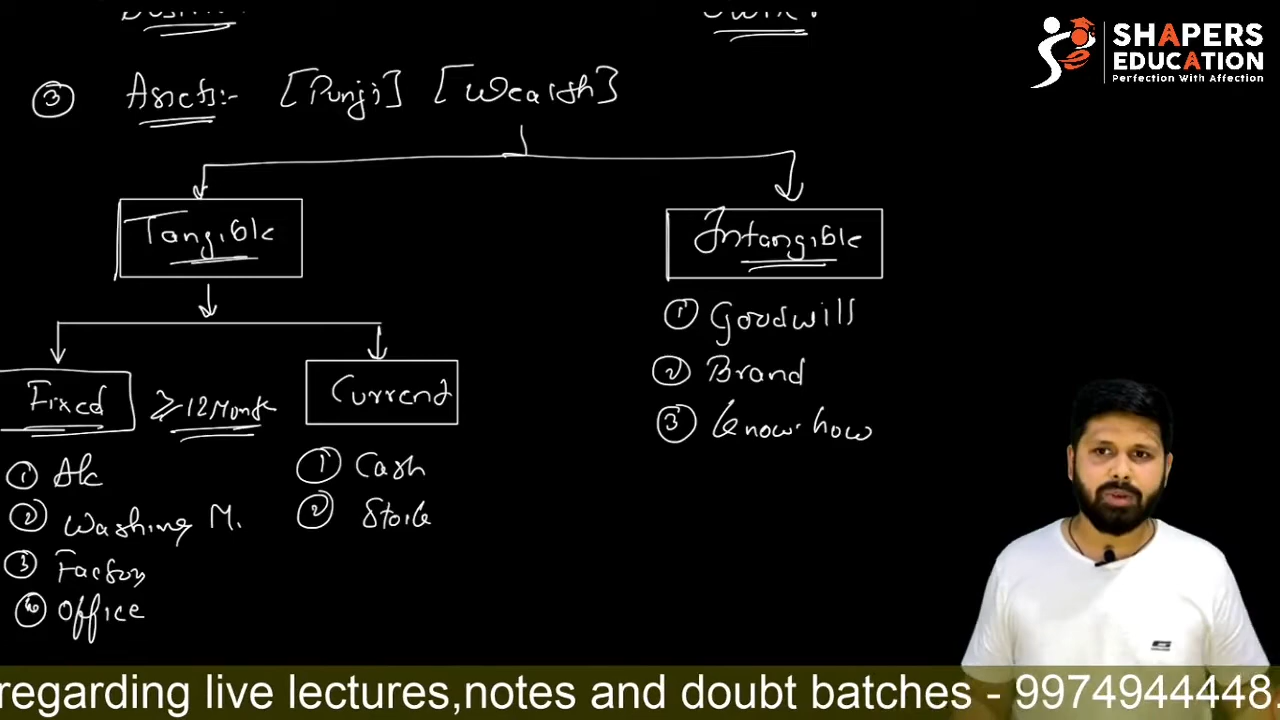 SHAPERS
EDUCATION
Perfection With Affection
③ Assets:- [Punji] [Wealth]
Tangible
Intangible
① Goodwill
② Brand
③ know-how
Fixed ≥12 Month
Current
① Ac
② Washing M.
③ Factory
④ Office
① Cash
② Stock
regarding live lectures,notes and doubt batches - 9974944448.